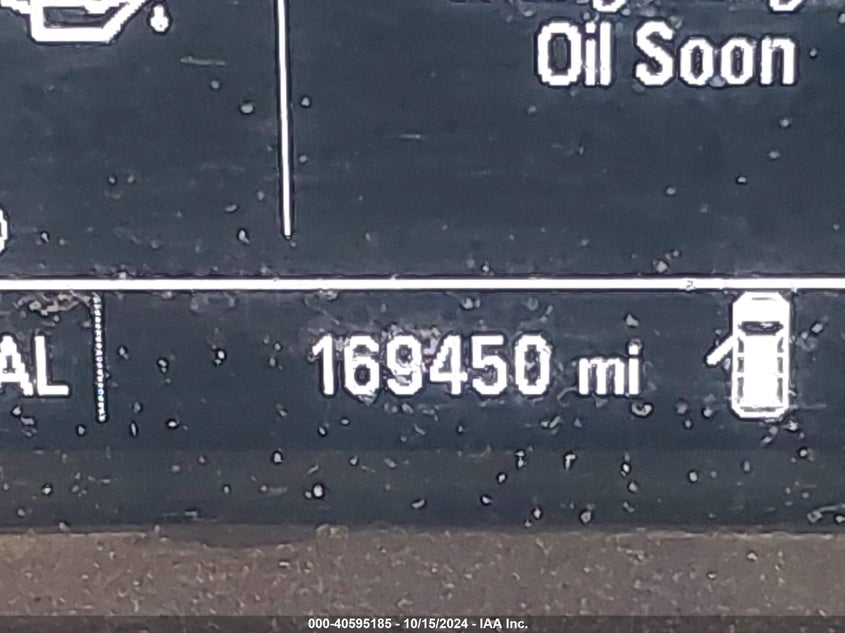 Oil Soon
AL
169450 mi
000-40595185 - 10/15/2024 - IAA Inc.